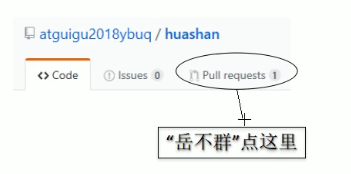 atguigu2018ybuq / huashan
Code Issues 0 Pull requests 1
“岳不群”点这里